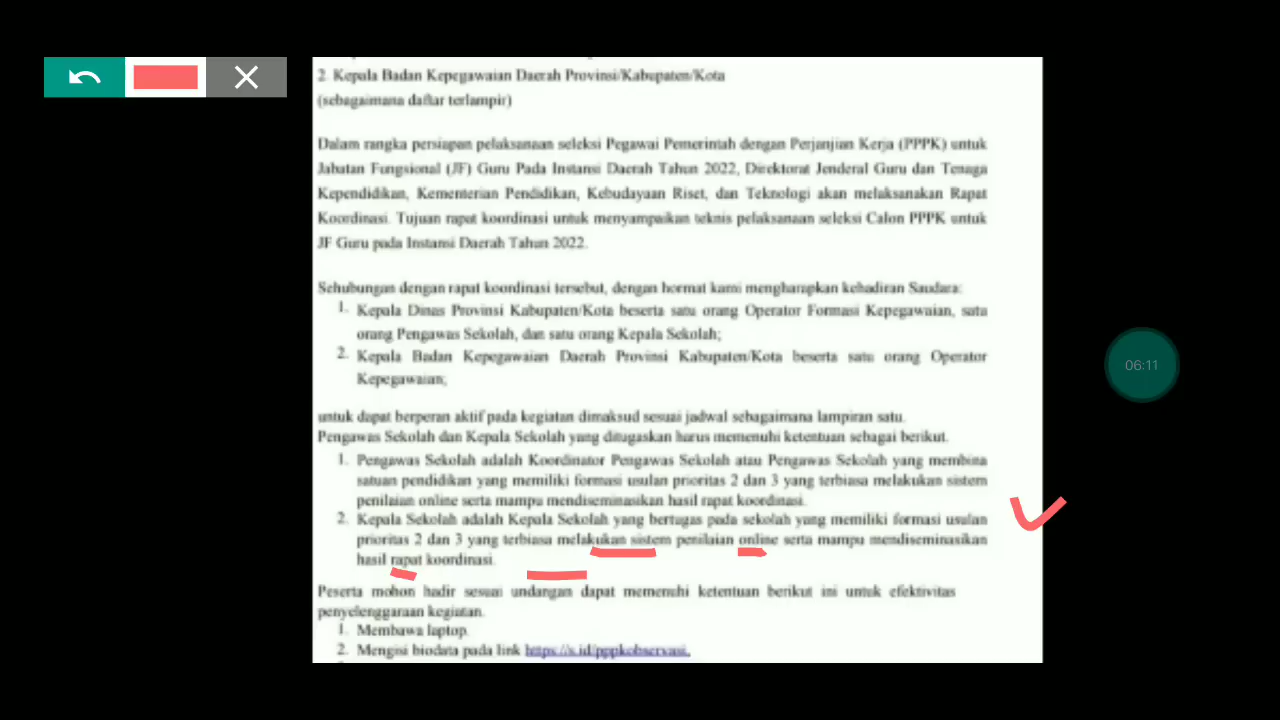 2. Kepala Badan Kepegawaian Daerah Provinsi/Kabupaten/Kota
(sebagaimana daftar terlampir)
Dalam rangka persiapan pelaksanaan seleksi Pegawai Pemerintah dengan Perjanjian Kerja (PPPK) untuk
Jabatan Fungsional (JF) Guru Pada Instansi Daerah Tahun 2022, Direktorat Jenderal Guru dan Tenaga
Kependidikan, Kementerian Pendidikan, Kebudayaan Riset, dan Teknologi akan melaksanakan Rapat
Koordinasi. Tujuan rapat koordinasi untuk menyampaikan teknis pelaksanaan seleksi Calon PPPK untuk
JF Guru pada Instansi Daerah Tahun 2022.
Sehubungan dengan rapat koordinasi tersebut, dengan hormat kami mengharapkan kehadiran Saudara:
1. Kepala Dinas Provinsi Kabupaten/Kota beserta satu orang Operator Formasi Kepegawaian, satu
orang Pengawas Sekolah, dan satu orang Kepala Sekolah;
2. Kepala Badan Kepegawaian Daerah Provinsi Kabupaten/Kota beserta satu orang Operator
Kepegawaian;
untuk dapat berperan aktif pada kegiatan dimaksud sesuai jadwal sebagaimana lampiran satu.
Pengawas Sekolah dan Kepala Sekolah yang ditugaskan harus memenuhi ketentuan sebagai berikut.
1. Pengawas Sekolah adalah Koordinator Pengawas Sekolah atau Pengawas Sekolah yang membina
satuan pendidikan yang memiliki formasi usulan prioritas 2 dan 3 yang terbiasa melakukan sistem
penilaian online serta mampu mendiseminasikan hasil rapat koordinasi.
2. Kepala Sekolah adalah Kepala Sekolah yang bertugas pada sekolah yang memiliki formasi usulan
prioritas 2 dan 3 yang terbiasa melakukan sistem penilaian online serta mampu mendiseminasikan
hasil rapat koordinasi.
Peserta mohon hadir sesuai undangan dapat memenuhi ketentuan berikut ini untuk efektivitas
penyelenggaraan kegiatan.
1. Membawa laptop.
2. Mengisi biodata pada link https://s.id/pppkobservasi.
06:11